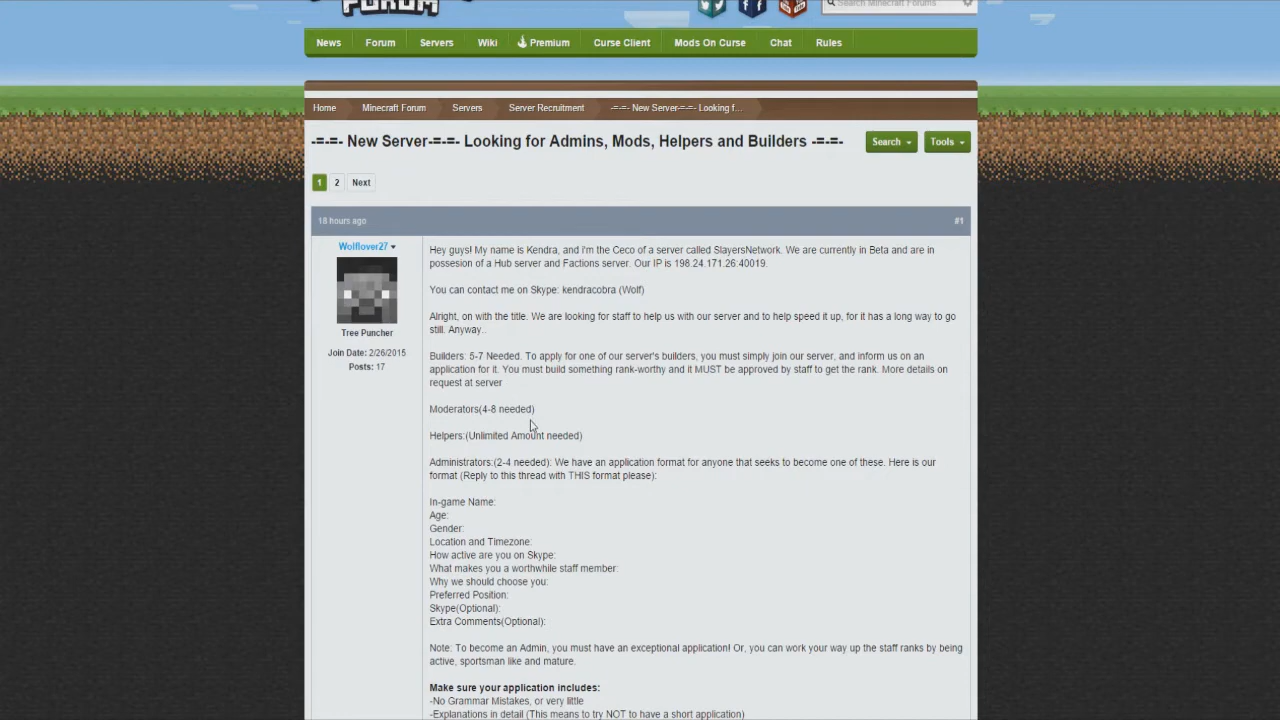 FORUM
Search Minecraft Forums
News Forum Servers Wiki Premium Curse Client Mods On Curse Chat Rules
Home Minecraft Forum Servers Server Recruitment -=-=- New Server-=-=- Looking f...
-=-=- New Server-=-=- Looking for Admins, Mods, Helpers and Builders -=-=-
Search Tools
1 2 Next
18 hours ago #1
Wolflover27
Tree Puncher
Join Date: 2/26/2015
Posts: 17
Hey guys! My name is Kendra, and i'm the Ceco of a server called SlayersNetwork. We are currently in Beta and are in
possesion of a Hub server and Factions server. Our IP is 198.24.171.26:40019.
You can contact me on Skype: kendracobra (Wolf)
Alright, on with the title. We are looking for staff to help us with our server and to help speed it up, for it has a long way to go
still. Anyway..
Builders: 5-7 Needed. To apply for one of our server's builders, you must simply join our server, and inform us on an
application for it. You must build something rank-worthy and it MUST be approved by staff to get the rank. More details on
request at server
Moderators(4-8 needed)
Helpers:(Unlimited Amount needed)
Administrators:(2-4 needed): We have an application format for anyone that seeks to become one of these. Here is our
format (Reply to this thread with THIS format please):
In-game Name:
Age:
Gender:
Location and Timezone:
How active are you on Skype:
What makes you a worthwhile staff member:
Why we should choose you:
Preferred Position:
Skype(Optional):
Extra Comments(Optional):
Note: To become an Admin, you must have an exceptional application! Or, you can work your way up the staff ranks by being
active, sportsman like and mature.
Make sure your application includes:
-No Grammar Mistakes, or very little
-Explanations in detail (This means to try NOT to have a short application)